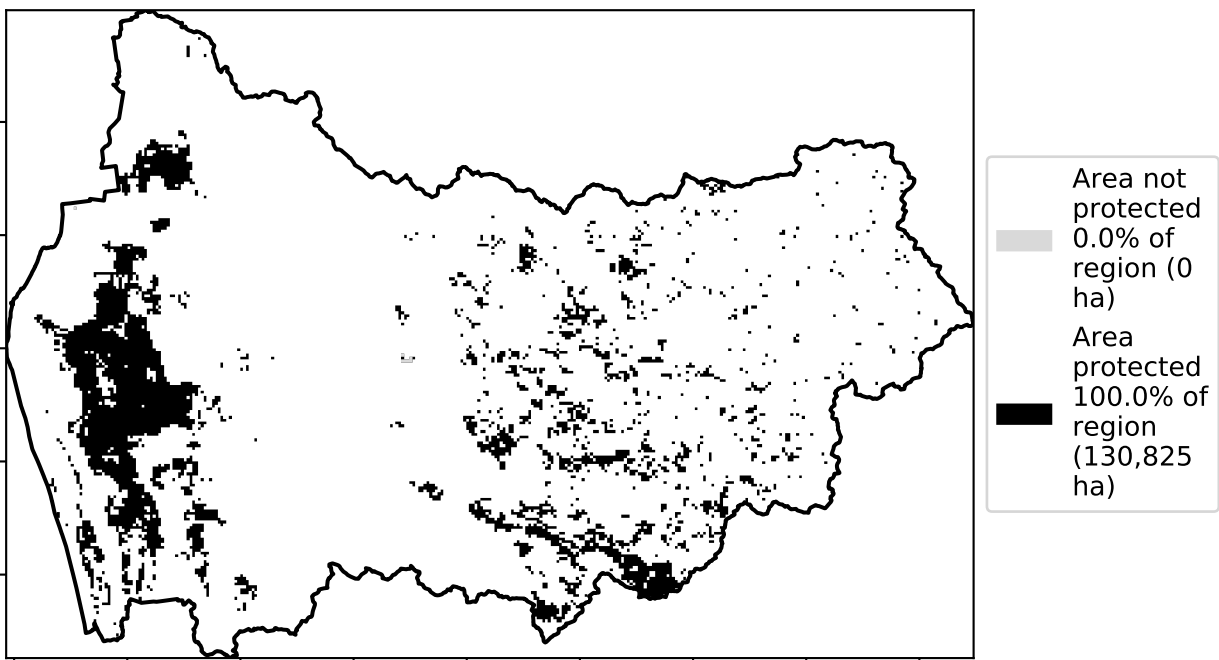 Area not
protected
0.0% of
region (0
ha)
Area
protected
100.0% of
region
(130,825
ha)